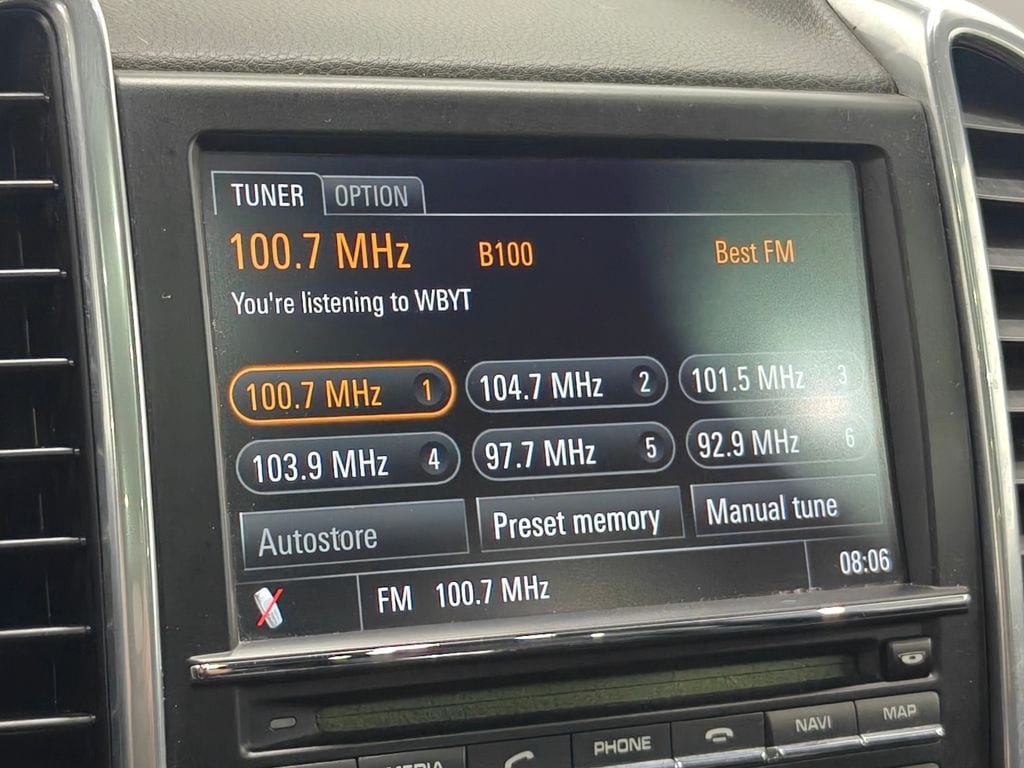 TUNER OPTION
100.7 MHz B100 Best FM
You're listening to WBYT
100.7 MHz 1 104.7 MHz 2 101.5 MHz 3
103.9 MHz 4 97.7 MHz 5 92.9 MHz 6
Autostore Preset memory Manual tune
FM 100.7 MHz 08:06
MEDIA PHONE NAVI MAP